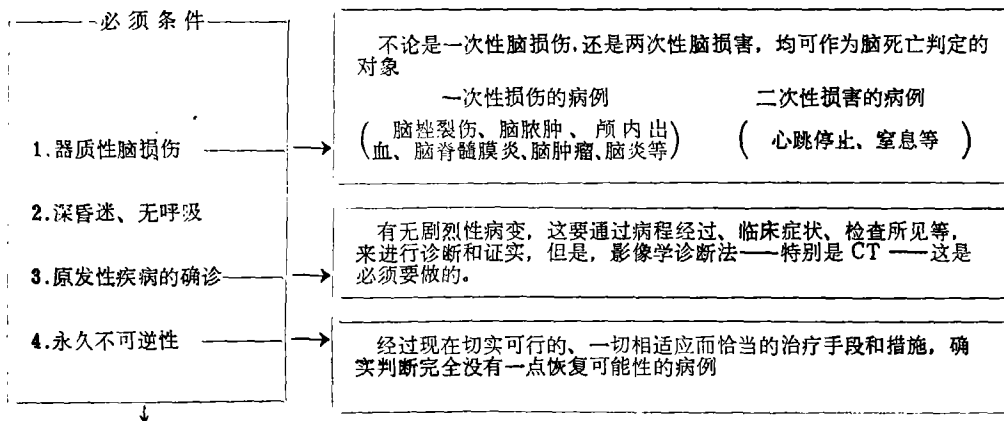 必须条件
1.器质性脑损伤
2.深昏迷、无呼吸
3.原发性疾病的确诊
4.永久不可逆性
不论是一次性脑损伤,还是两次性脑损害,均可作为脑死亡判定的
对象
一次性损伤的病例 二次性损害的病例
(脑挫裂伤、脑脓肿、颅内出
血、脑脊髓膜炎、脑肿瘤、脑炎等)
(心跳停止、窒息等)
有无剧烈性病变,这要通过病程经过、临床症状、检查所见等,
来进行诊断和证实,但是,影像学诊断法——特别是 CT ——这是
必须要做的。
经过现在切实可行的、一切相适应而恰当的治疗手段和措施,确
实判断完全没有一点恢复可能性的病例